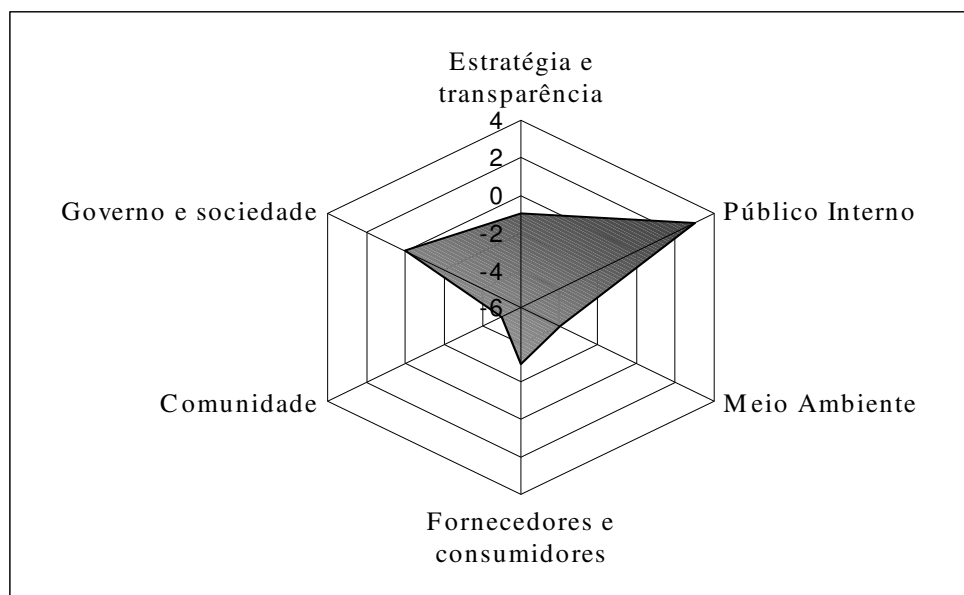 Estratégia e
transparência
4
2
0
-2
-4
-6
Governo e sociedade
Público Interno
Comunidade
Meio Ambiente
Fornecedores e
consumidores